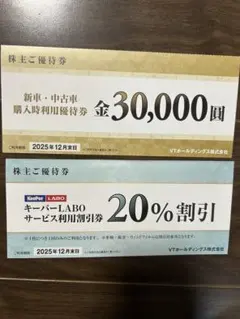 株主ご優待券
新車・中古車
購入時利用優待券
金30,000圓
2025年12月末日
VTホールディングス株式会社
株主ご優待券
KeePer LABO
キーパーLABO
サービス利用割引券
20%割引
2025年12月末日
VTホールディングス株式会社